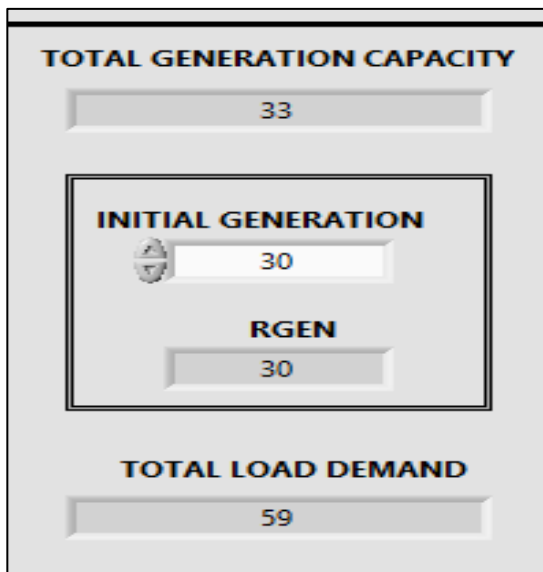 TOTAL GENERATION CAPACITY
33
INITIAL GENERATION
30
RGEN
30
TOTAL LOAD DEMAND
59